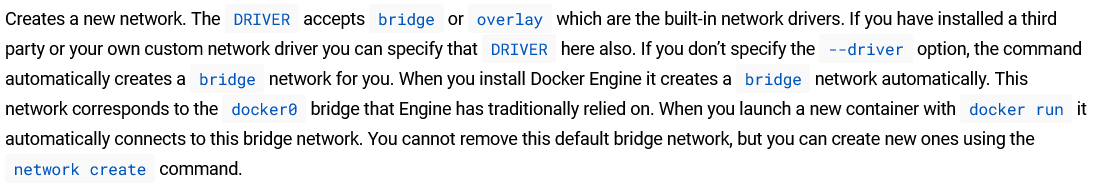 Creates a new network. The DRIVER accepts bridge or overlay which are the built-in network drivers. If you have installed a third
party or your own custom network driver you can specify that DRIVER here also. If you don’t specify the --driver option, the command
automatically creates a bridge network for you. When you install Docker Engine it creates a bridge network automatically. This
network corresponds to the docker0 bridge that Engine has traditionally relied on. When you launch a new container with docker run it
automatically connects to this bridge network. You cannot remove this default bridge network, but you can create new ones using the
network create command.